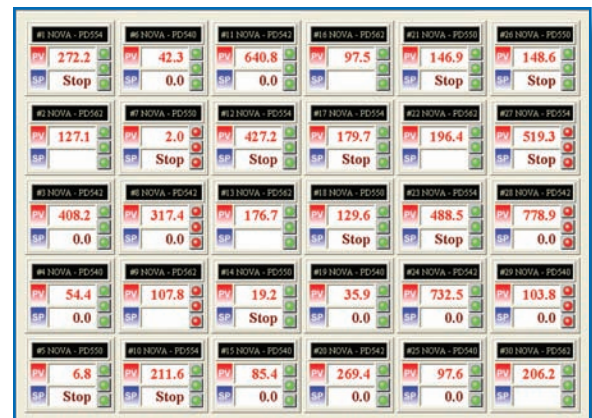 #1 NOVA - PD554 #6 NOVA - PD540 #11 NOVA - PD542 #16 NOVA - PD562 #21 NOVA - PD550 #26 NOVA - PD550
PV 272.2 PV 42.3 PV 640.8 PV 97.5 PV 146.9 PV 148.6
SP Stop SP 0.0 SP 0.0 SP SP Stop SP Stop
#2 NOVA - PD562 #7 NOVA - PD550 #12 NOVA - PD554 #17 NOVA - PD554 #22 NOVA - PD562 #27 NOVA - PD554
PV 127.1 PV 2.0 PV 427.2 PV 179.7 PV 196.4 PV 519.3
SP SP Stop SP Stop SP Stop SP SP Stop
#3 NOVA - PD542 #8 NOVA - PD542 #13 NOVA - PD562 #18 NOVA - PD550 #23 NOVA - PD554 #28 NOVA - PD542
PV 408.2 PV 317.4 PV 176.7 PV 129.6 PV 488.5 PV 778.9
SP 0.0 SP 0.0 SP SP Stop SP Stop SP 0.0
#4 NOVA - PD540 #9 NOVA - PD562 #14 NOVA - PD550 #19 NOVA - PD540 #24 NOVA - PD542 #29 NOVA - PD540
PV 54.4 PV 107.8 PV 19.2 PV 35.9 PV 732.5 PV 103.8
SP 0.0 SP SP Stop SP 0.0 SP 0.0 SP 0.0
#5 NOVA - PD550 #10 NOVA - PD554 #15 NOVA - PD540 #20 NOVA - PD542 #25 NOVA - PD540 #30 NOVA - PD562
PV 6.8 PV 211.6 PV 85.4 PV 269.4 PV 97.6 PV 206.2
SP Stop SP Stop SP 0.0 SP 0.0 SP 0.0 SP